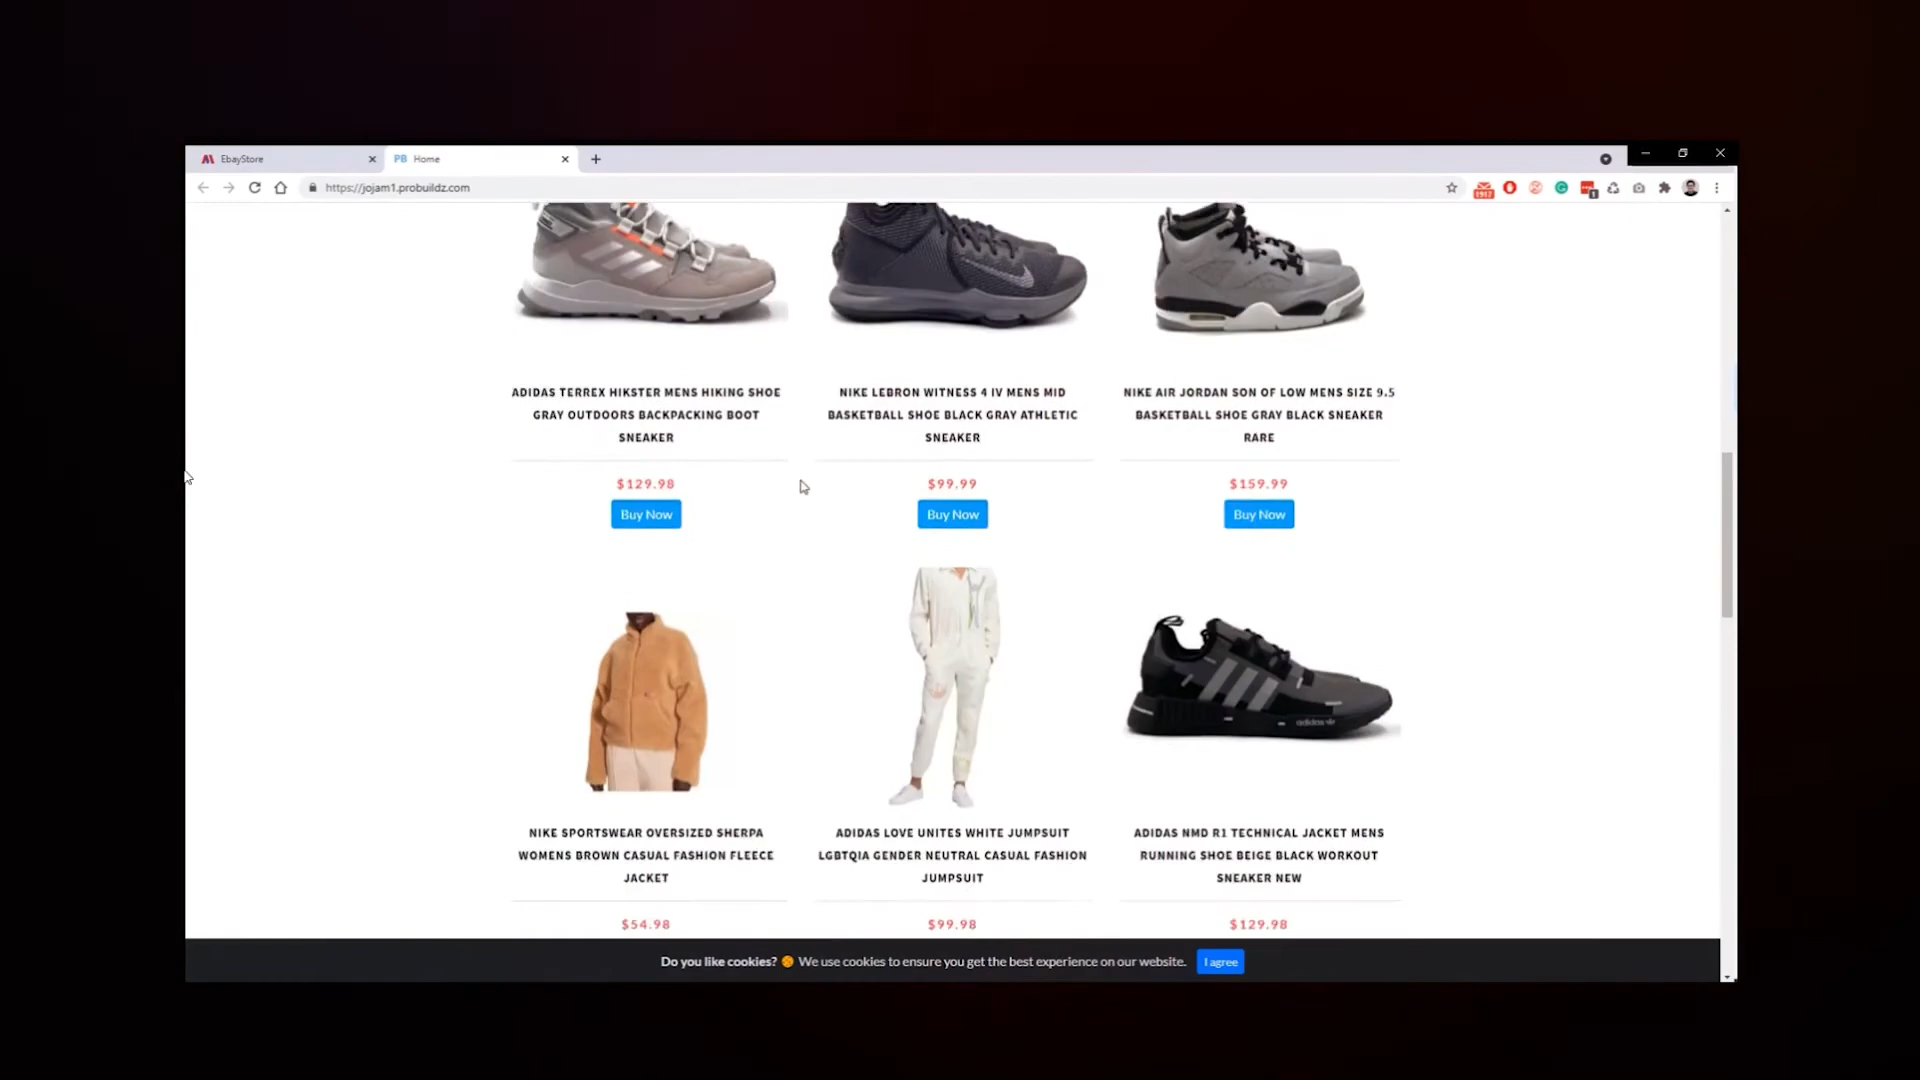 EbayStore
PB Home
https://jojam1.probuildz.com
1917
1
ADIDAS TERREX HIKSTER MENS HIKING SHOE
GRAY OUTDOORS BACKPACKING BOOT
SNEAKER
$129.98
Buy Now
NIKE LEBRON WITNESS 4 IV MENS MID
BASKETBALL SHOE BLACK GRAY ATHLETIC
SNEAKER
$99.99
Buy Now
NIKE AIR JORDAN SON OF LOW MENS SIZE 9.5
BASKETBALL SHOE GRAY BLACK SNEAKER
RARE
$159.99
Buy Now
adidas
NIKE SPORTSWEAR OVERSIZED SHERPA
WOMENS BROWN CASUAL FASHION FLEECE
JACKET
$54.98
ADIDAS LOVE UNITES WHITE JUMPSUIT
LGBTQIA GENDER NEUTRAL CASUAL FASHION
JUMPSUIT
$99.98
ADIDAS NMD R1 TECHNICAL JACKET MENS
RUNNING SHOE BEIGE BLACK WORKOUT
SNEAKER NEW
$129.98
Do you like cookies? 🍪 We use cookies to ensure you get the best experience on our website.
I agree